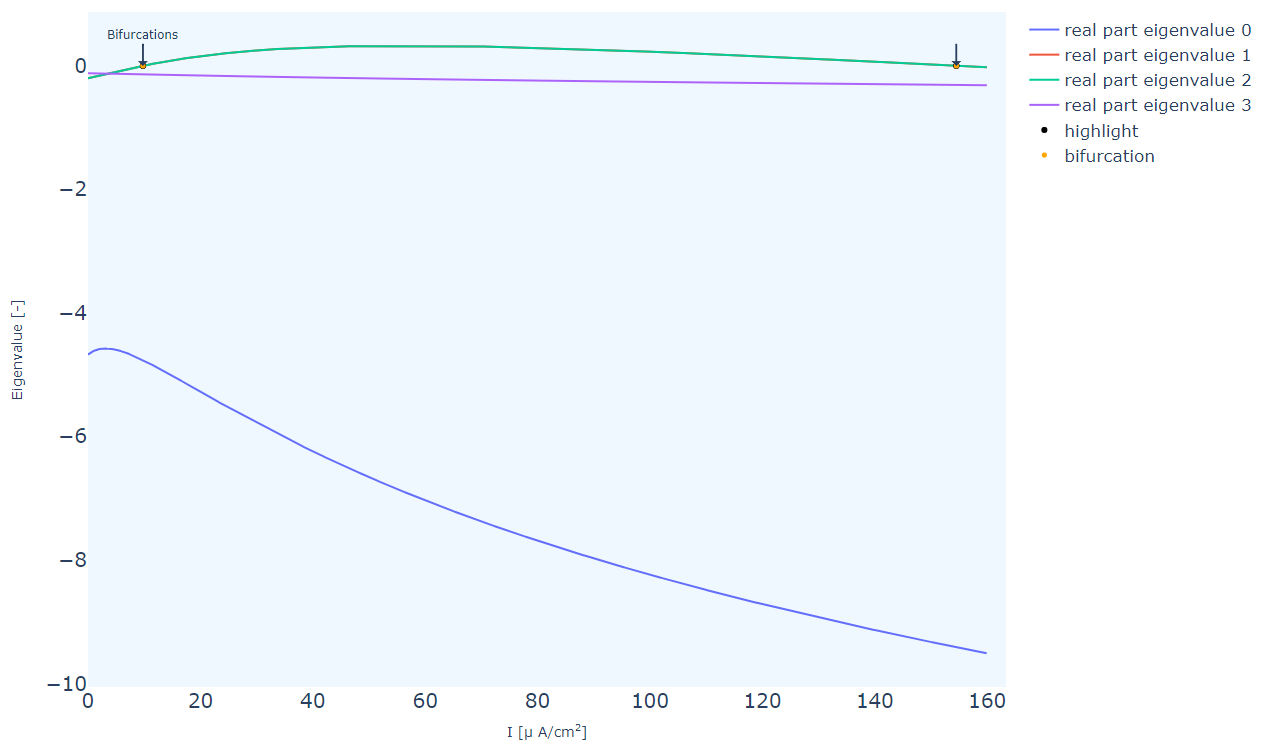 Bifurcations
0
−2
−4
−6
−8
−10
Eigenvalue [-]
0 20 40 60 80 100 120 140 160
I [μ A/cm²]
real part eigenvalue 0
real part eigenvalue 1
real part eigenvalue 2
real part eigenvalue 3
highlight
bifurcation